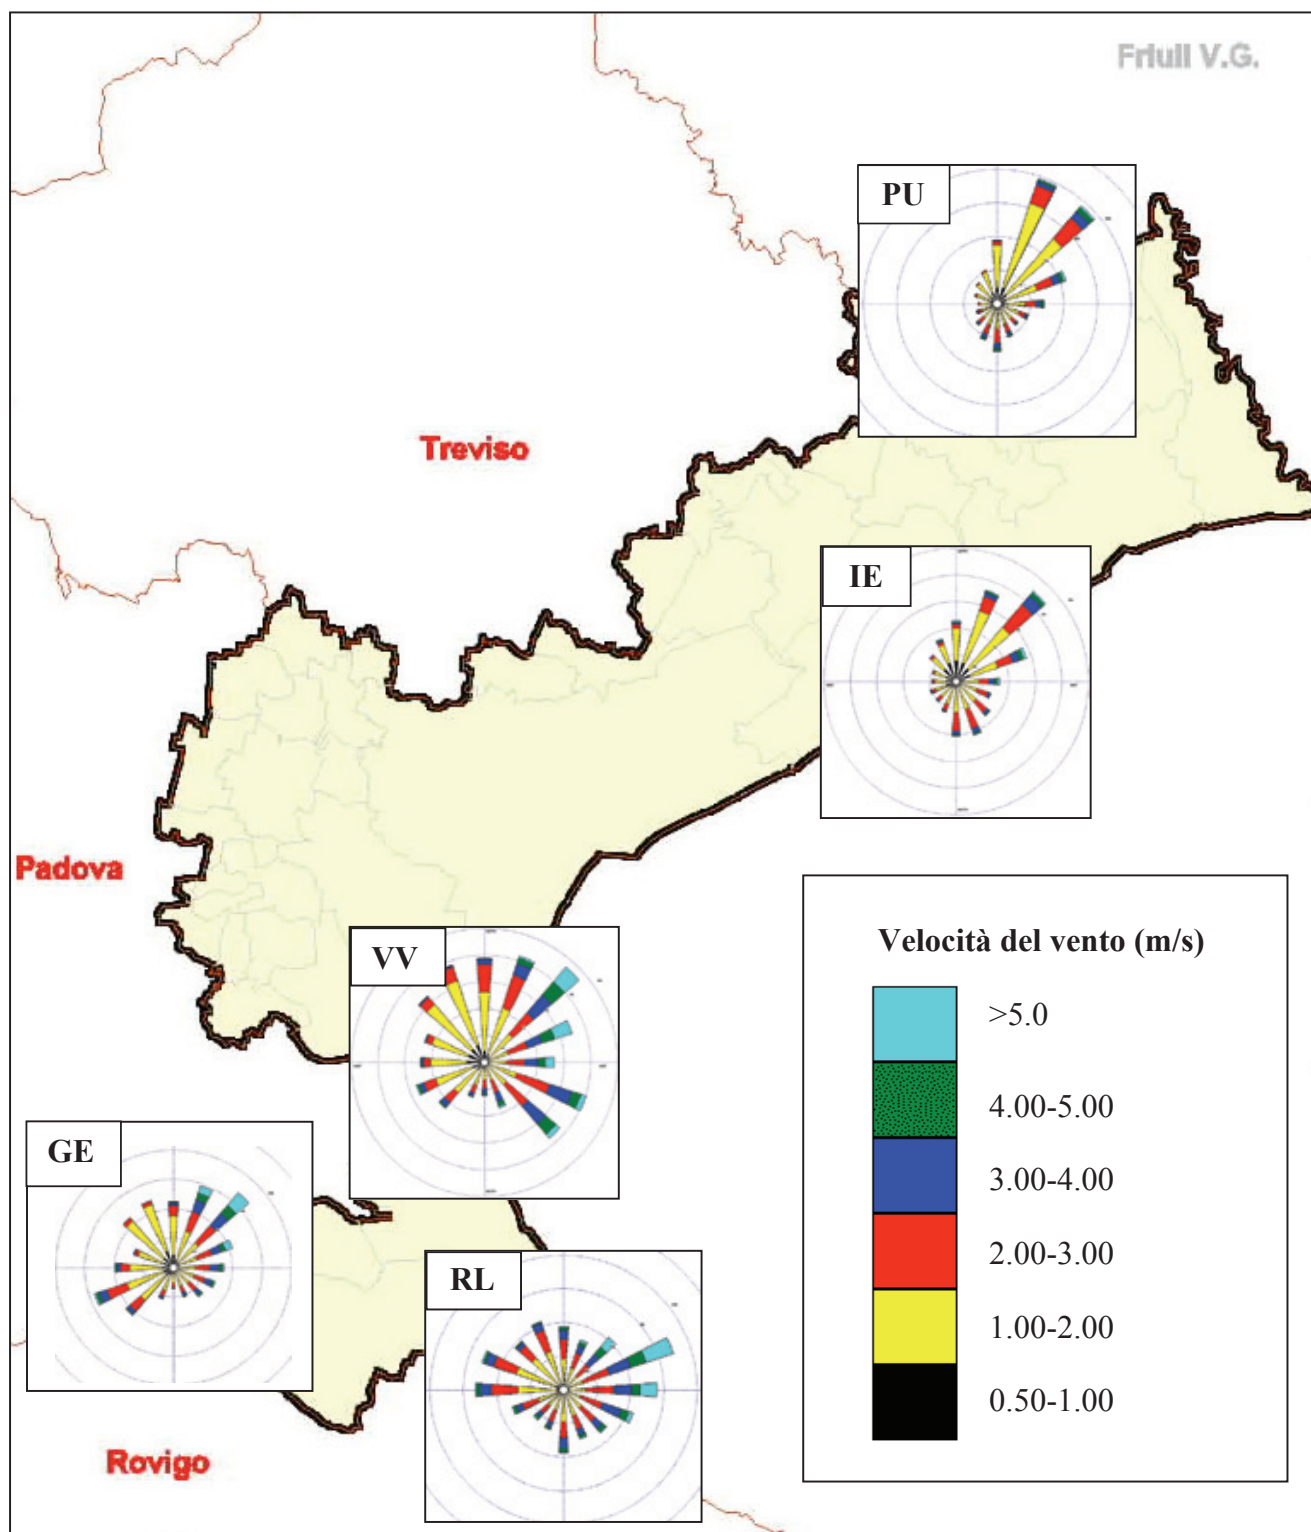 Friuli V.G.
PU
Treviso
IE
Padova
VV
Velocità del vento (m/s)
>5.0
4.00-5.00
3.00-4.00
2.00-3.00
1.00-2.00
0.50-1.00
GE
RL
Rovigo